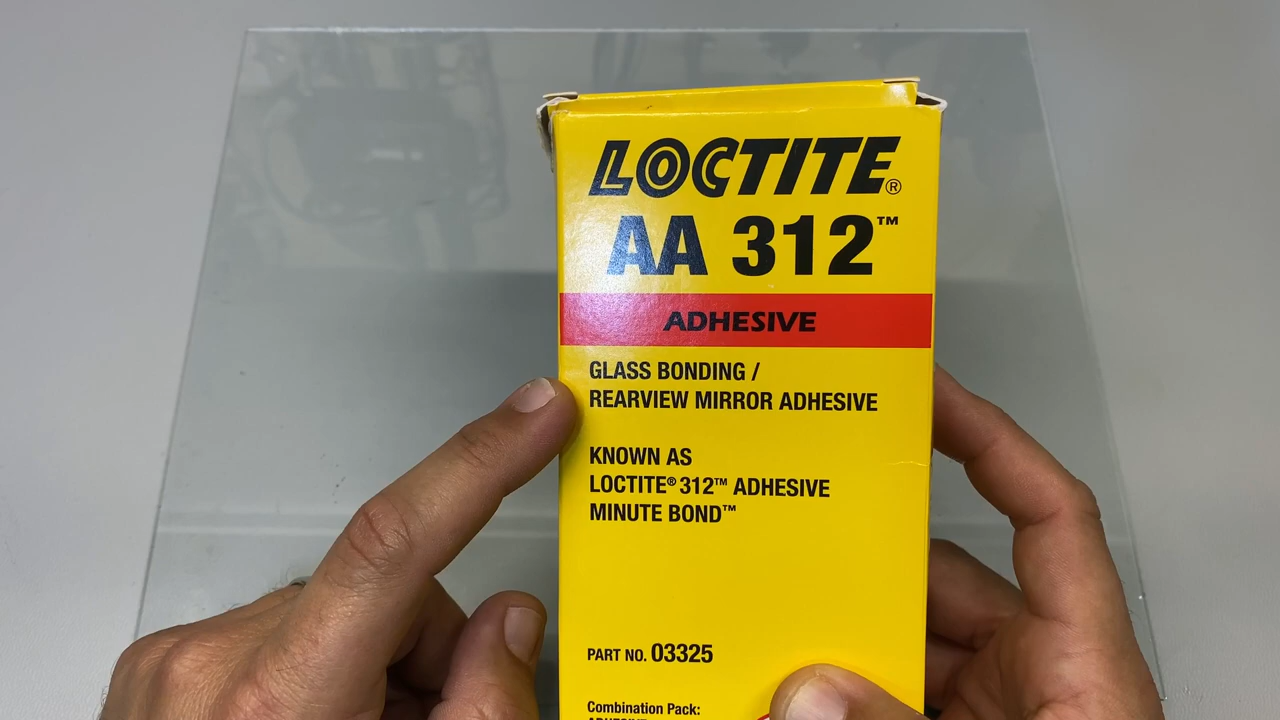 LOCTITE®
AA 312™
ADHESIVE
GLASS BONDING /
REARVIEW MIRROR ADHESIVE
KNOWN AS
LOCTITE® 312™ ADHESIVE
MINUTE BOND™
PART NO. 03325
Combination Pack: